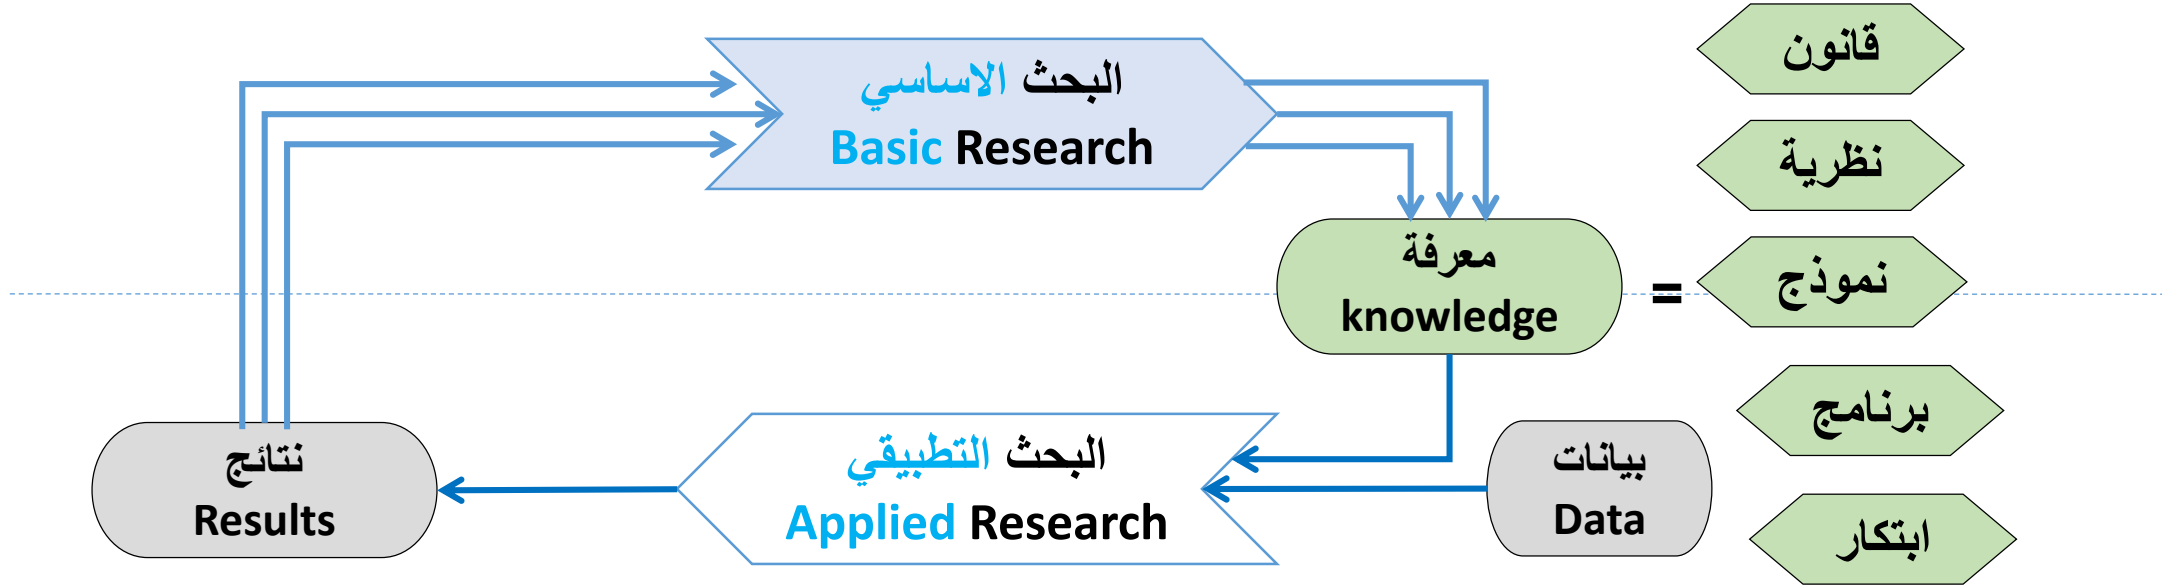 البحث الاساسي
Basic Research
معرفة
knowledge
=
قانون
نظرية
نموذج
برنامج
ابتكار
نتائج
Results
البحث التطبيقي
Applied Research
بيانات
Data